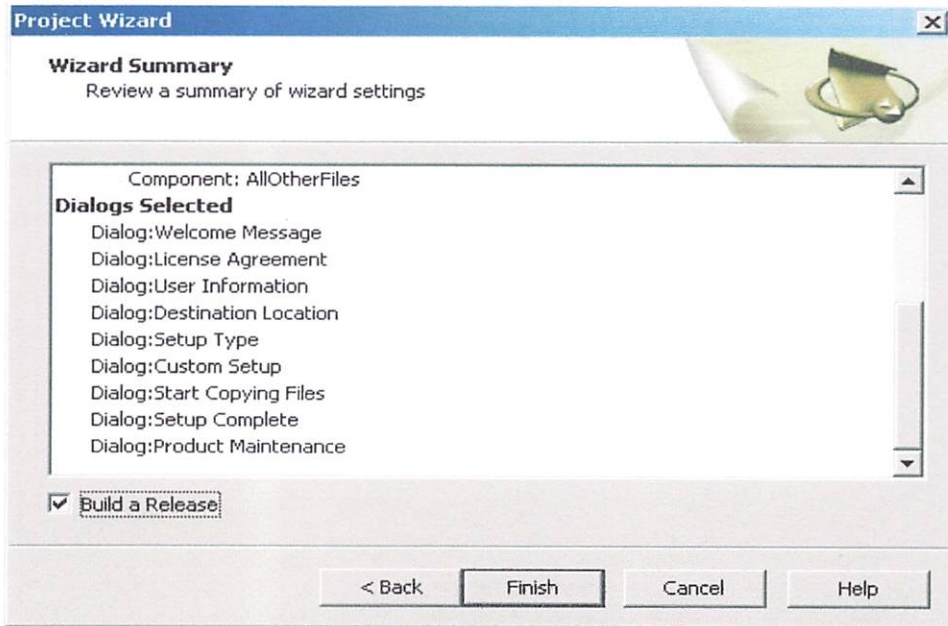 Project Wizard
Wizard Summary
Review a summary of wizard settings
Component: AllOtherFiles
Dialogs Selected
Dialog:Welcome Message
Dialog:License Agreement
Dialog:User Information
Dialog:Destination Location
Dialog:Setup Type
Dialog:Custom Setup
Dialog:Start Copying Files
Dialog:Setup Complete
Dialog:Product Maintenance
Build a Release
< Back Finish Cancel Help